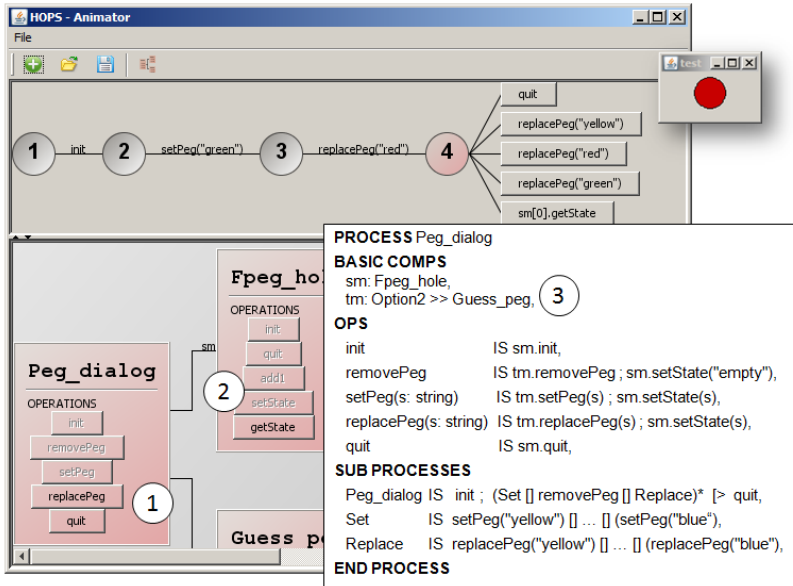 HOPS - Animator
File
test
1
init
2
setPeg("green")
3
replacePeg("red")
4
quit
replacePeg("yellow")
replacePeg("red")
replacePeg("green")
sm[0].getState
Peg_dialog
OPERATIONS
init
removePeg
setPeg
replacePeg
quit
1
sm
Fpeg_ho
OPERATIONS
init
quit
add1
setState
getState
2
Guess pe
PROCESS Peg_dialog
BASIC COMPS
sm: Fpeg_hole,
tm: Option2 >> Guess_peg,
3
OPS
init IS sm.init,
removePeg IS tm.removePeg ; sm.setState("empty"),
setPeg(s: string) IS tm.setPeg(s) ; sm.setState(s),
replacePeg(s: string) IS tm.replacePeg(s) ; sm.setState(s),
quit IS sm.quit,
SUB PROCESSES
Peg_dialog IS init ; (Set [] removePeg [] Replace)* [> quit,
Set IS setPeg("yellow") [] … [] (setPeg("blue“),
Replace IS replacePeg("yellow") [] … [] (replacePeg("blue"),
END PROCESS